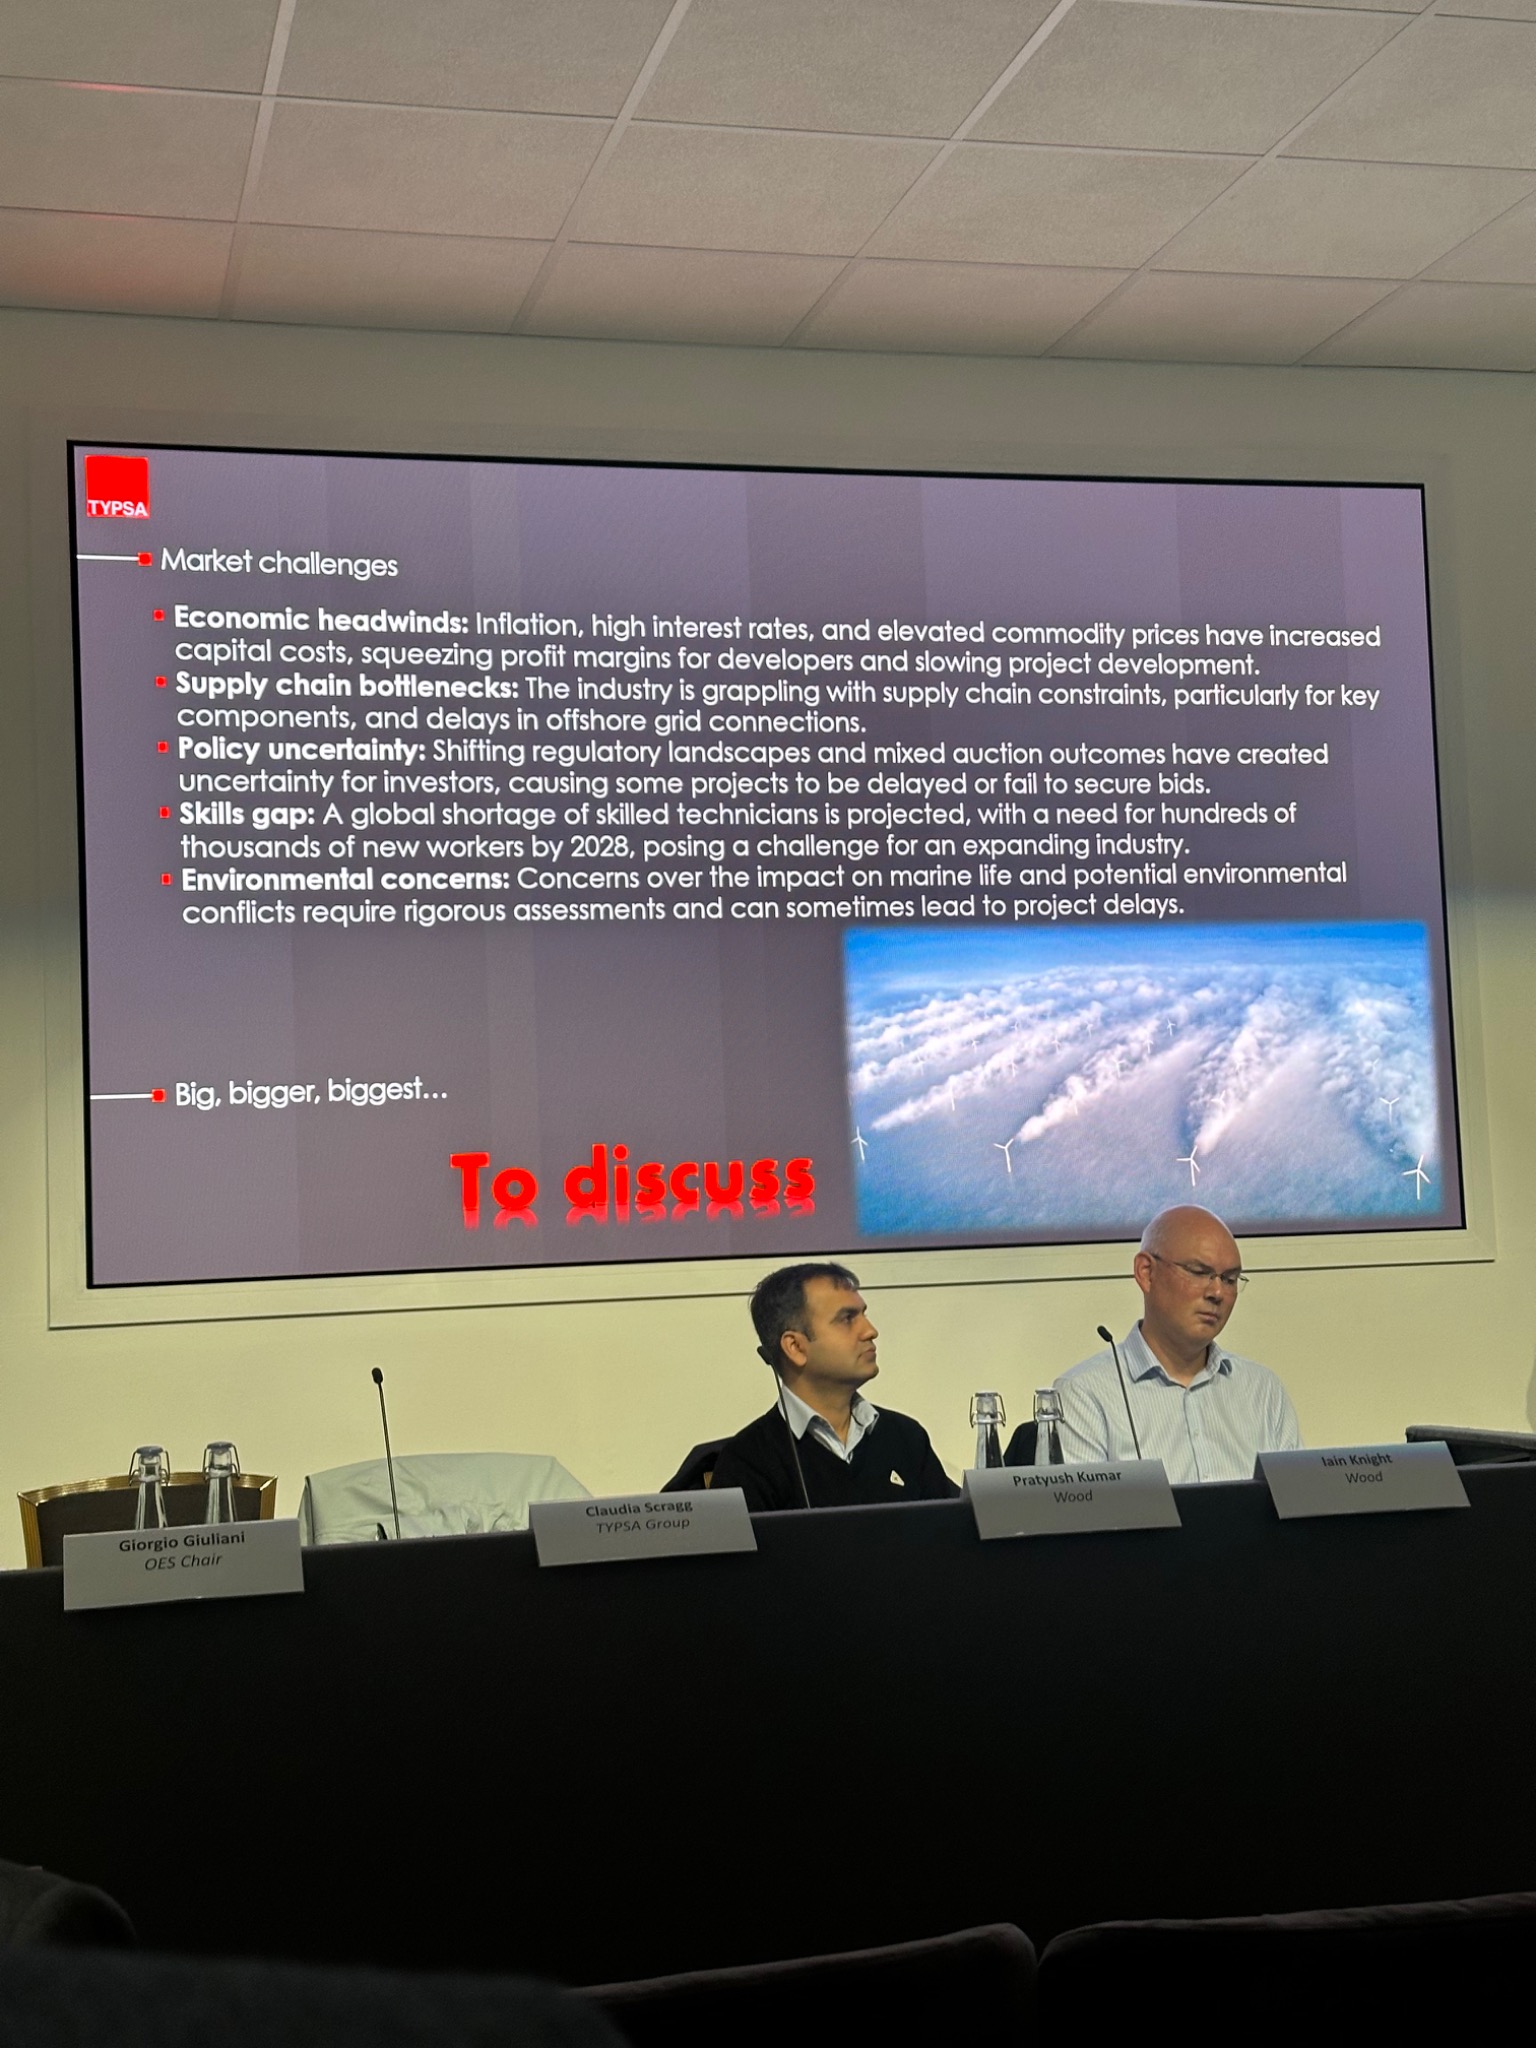 TYPSA
Market challenges
Economic headwinds: Inflation, high interest rates, and elevated commodity prices have increased
capital costs, squeezing profit margins for developers and slowing project development.
Supply chain bottlenecks: The industry is grappling with supply chain constraints, particularly for key
components, and delays in offshore grid connections.
Policy uncertainty: Shifting regulatory landscapes and mixed auction outcomes have created
uncertainty for investors, causing some projects to be delayed or fail to secure bids.
Skills gap: A global shortage of skilled technicians is projected, with a need for hundreds of
thousands of new workers by 2028, posing a challenge for an expanding industry.
Environmental concerns: Concerns over the impact on marine life and potential environmental
conflicts require rigorous assessments and can sometimes lead to project delays.
Big, bigger, biggest...
To discuss
Giorgio Giuliani
OES Chair
Claudia Scragg
TYPSA Group
Pratyush Kumar
Wood
Iain Knight
Wood